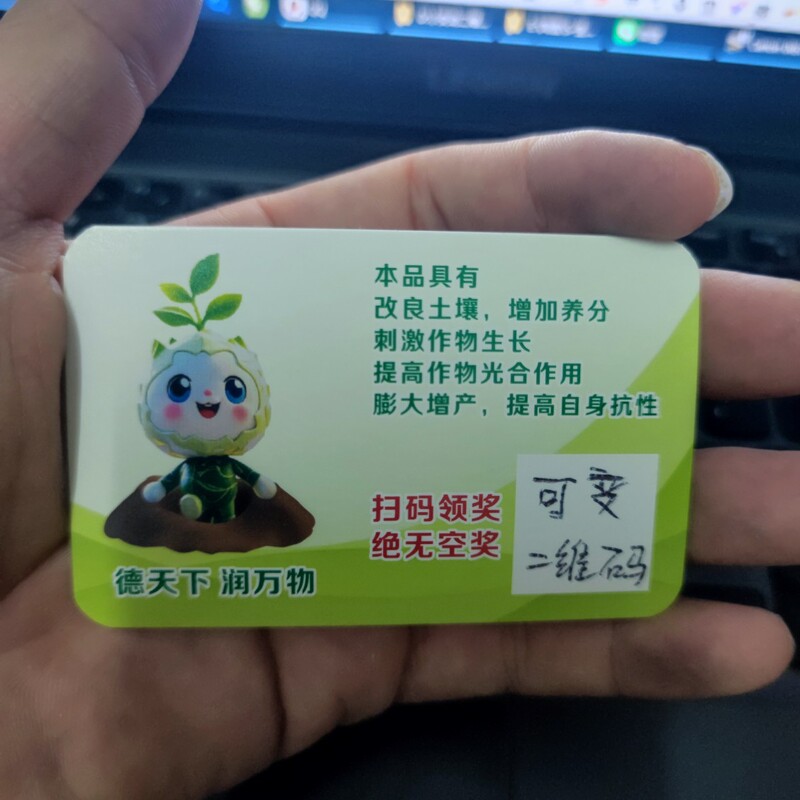 本品具有
改良土壤，增加养分
刺激作物生长
提高作物光合作用
膨大增产，提高自身抗性
扫码领奖
绝无空奖
可变
二维码
德天下 润万物